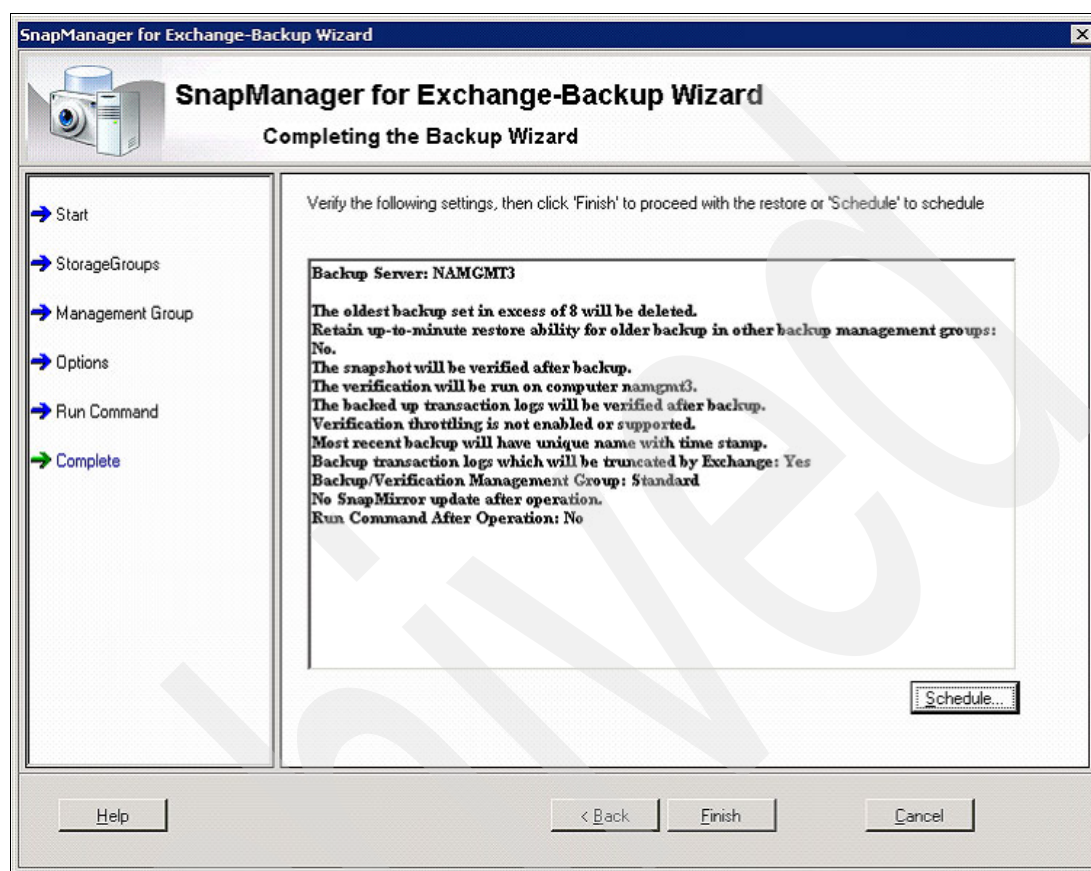 SnapManager for Exchange-Backup Wizard
SnapManager for Exchange-Backup Wizard
Completing the Backup Wizard
Start
StorageGroups
Management Group
Options
Run Command
Complete
Verify the following settings, then click 'Finish' to proceed with the restore or 'Schedule' to schedule
Backup Server: NAMGMT3
The oldest backup set in excess of 8 will be deleted.
Retain up-to-minute restore ability for older backup in other backup management groups:
No.
The snapshot will be verified after backup.
The verification will be run on computer namgmt3.
The backed up transaction logs will be verified after backup.
Verification throttling is not enabled or supported.
Most recent backup will have unique name with time stamp.
Backup transaction logs which will be truncated by Exchange: Yes
Backup/Verification Management Group: Standard
No SnapMirror update after operation.
Run Command After Operation: No
Schedule...
Help
< Back
Finish
Cancel
hived